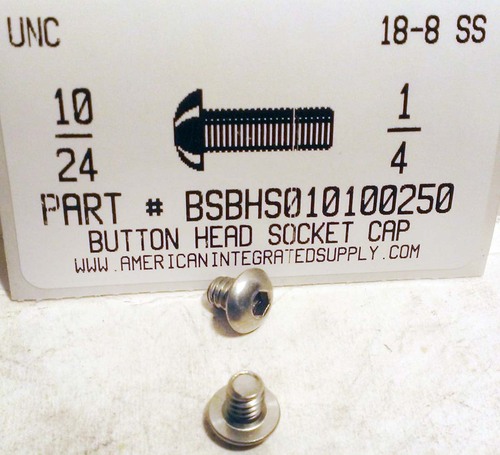 UNC 18-8 SS
10 1
24 4
PART # BSBHS010100250
BUTTON HEAD SOCKET CAP
WWW.AMERICANINTEGRATEDSUPPLY.COM